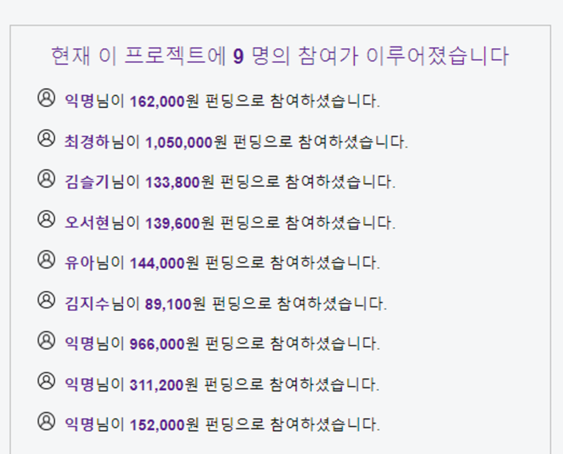 현재 이 프로젝트에 9 명의 참여가 이루어졌습니다
익명님이 162,000원 펀딩으로 참여하셨습니다.
최경하님이 1,050,000원 펀딩으로 참여하셨습니다.
김슬기님이 133,800원 펀딩으로 참여하셨습니다.
오서현님이 139,600원 펀딩으로 참여하셨습니다.
유아님이 144,000원 펀딩으로 참여하셨습니다.
김지수님이 89,100원 펀딩으로 참여하셨습니다.
익명님이 966,000원 펀딩으로 참여하셨습니다.
익명님이 311,200원 펀딩으로 참여하셨습니다.
익명님이 152,000원 펀딩으로 참여하셨습니다.